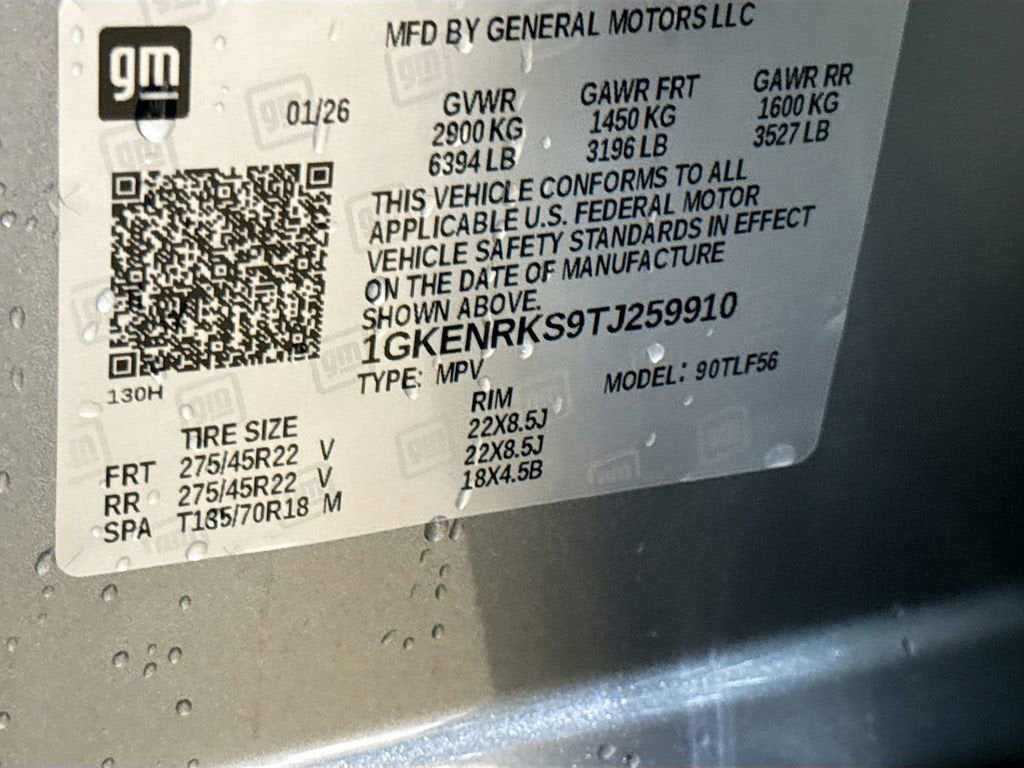 gm
MFD BY GENERAL MOTORS LLC
01/26
GVWR GAWR FRT GAWR RR
2900 KG 1450 KG 1600 KG
6394 LB 3196 LB 3527 LB
THIS VEHICLE CONFORMS TO ALL
APPLICABLE U.S. FEDERAL MOTOR
VEHICLE SAFETY STANDARDS IN EFFECT
ON THE DATE OF MANUFACTURE
SHOWN ABOVE.
1GKENRKS9TJ259910
TYPE: MPV MODEL: 90TLF56
130H
TIRE SIZE RIM
FRT 275/45R22 V 22X8.5J
RR 275/45R22 V 22X8.5J
SPA T185/70R18 M 18X4.5B